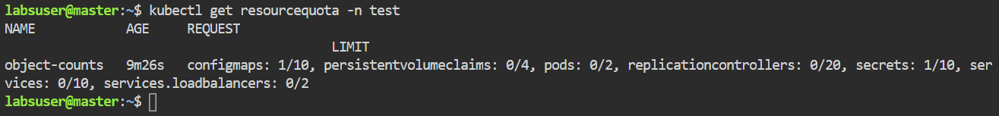 labsuser@master:~$ kubectl get resourcequota -n test
NAME            AGE     REQUEST
                                          LIMIT
object-counts   9m26s   configmaps: 1/10, persistentvolumeclaims: 0/4, pods: 0/2, replicationcontrollers: 0/20, secrets: 1/10, ser
vices: 0/10, services.loadbalancers: 0/2
labsuser@master:~$